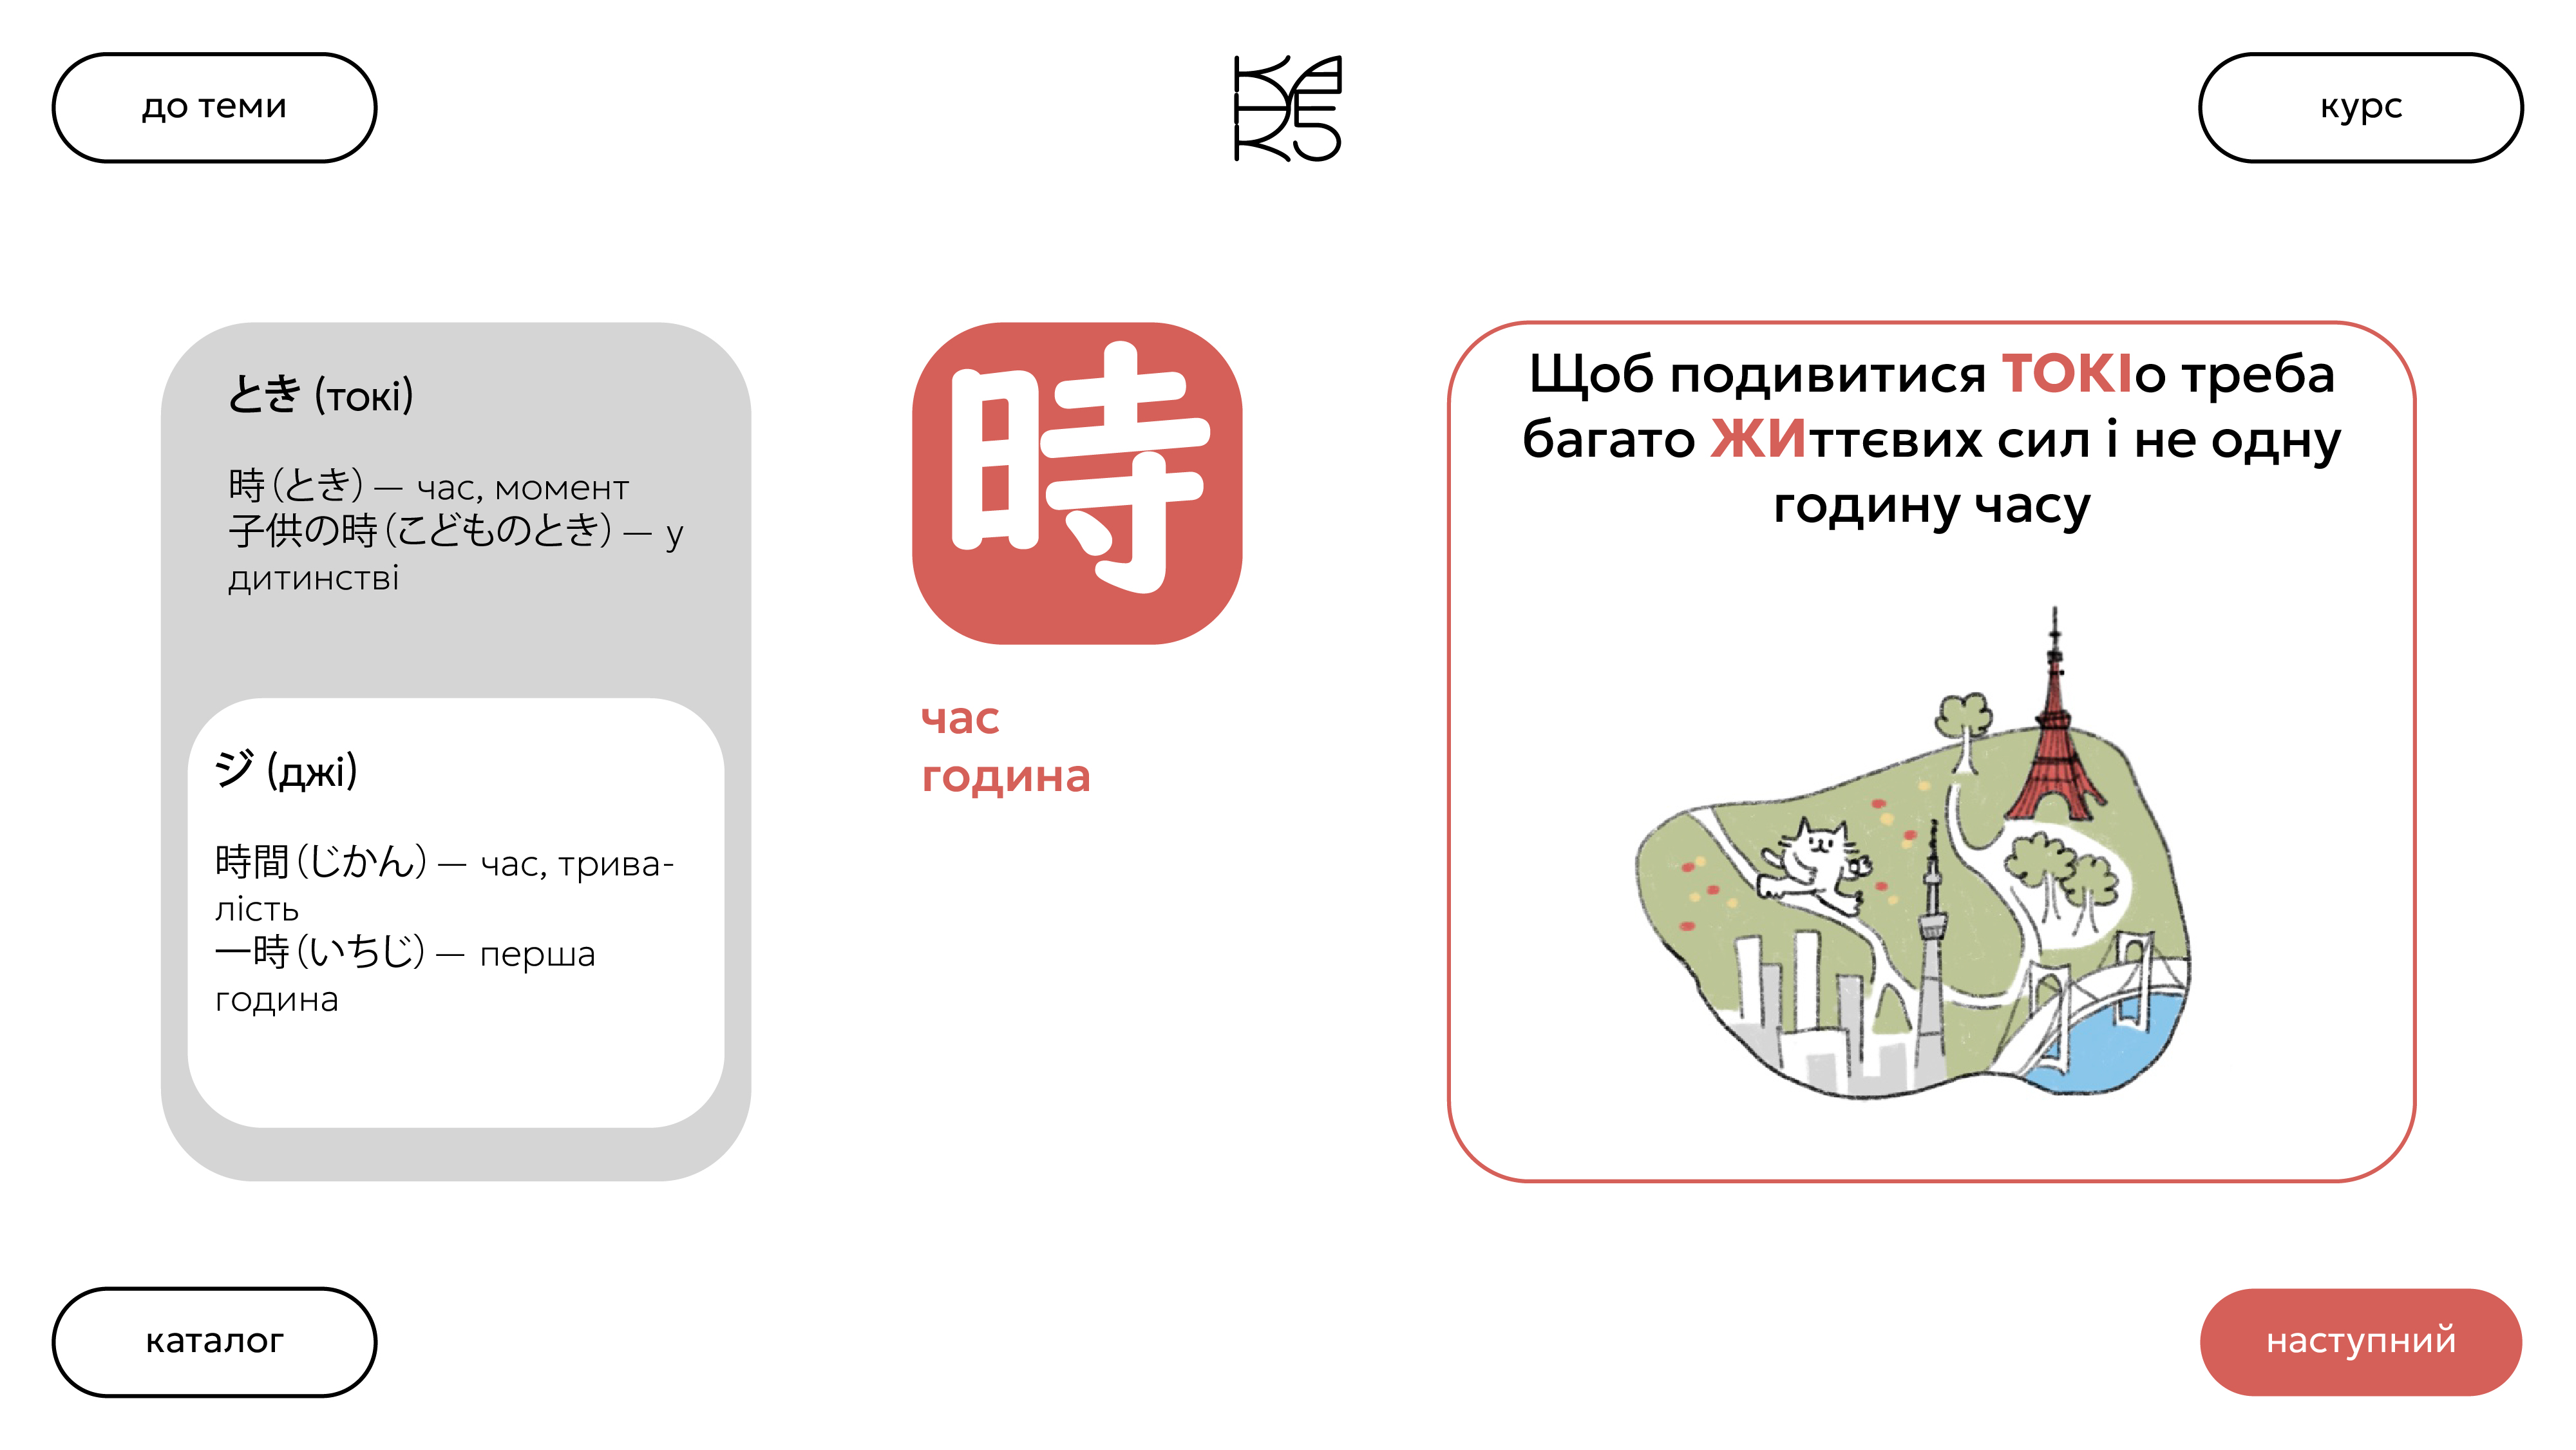 до теми
курс
とき (токі)
時（とき）— час, момент
子供の時（こどものとき）— у
дитинстві
ジ (джі)
時間（じかん）— час, трива-
лість
一時（いちじ）— перша
година
時
час
година
Щоб подивитися ТОКІо треба
багато ЖИттєвих сил і не одну
годину часу
каталог
наступний